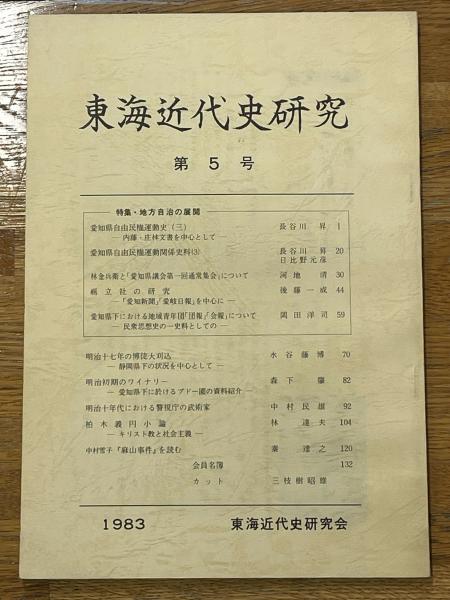 東海近代史研究
第5号
特集・地方自治の展開
愛知県自由民権運動史(三) 長谷川昇 1
―内藤・庄林文書を中心として―
愛知県自由民権運動関係史料(3) 長谷川昇 20
日比野元彦
林金兵衛と「愛知県議会第一回通常集会」について 河地清 30
覇立社の研究 後藤一成 44
―「愛知新聞」「愛岐日報」を中心に―
愛知県下における地域青年団「団報」「会報」について 岡田洋司 59
―民衆思想史の一史料としての―
明治十七年の博徒大刈込 水谷藤博 70
―静岡県下の状況を中心として―
明治初期のワイナリー 森下肇 82
―愛知県下に於けるブドー園の資料紹介―
明治十年代における警視庁の武術家 中村民雄 92
柏木義円小論 林達夫 104
―キリスト教と社会主義―
中村雪子『麻山事件』を読む 秦達之 120
会員名簿 132
カット 三枝樹昭雄
1983 東海近代史研究会